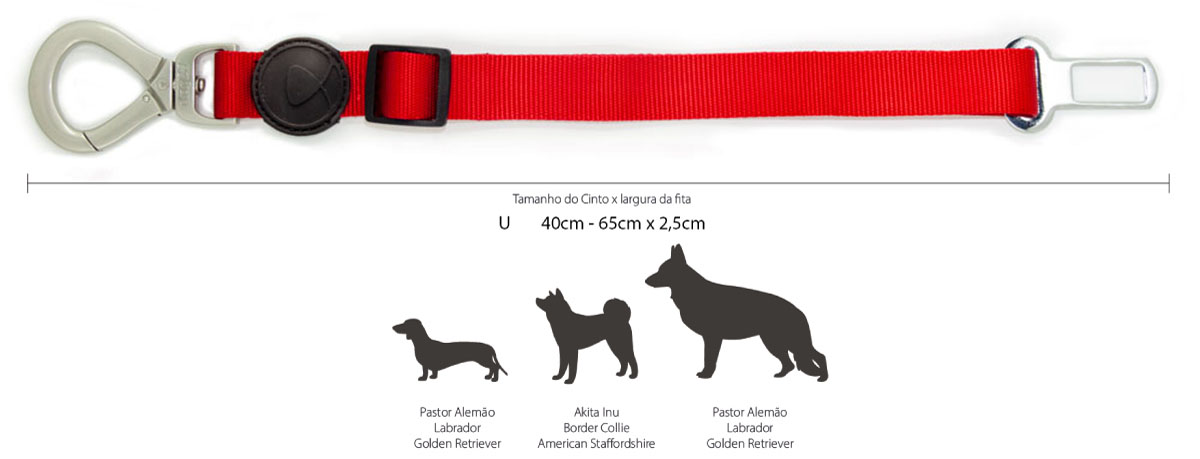 Tamanho do Cinto x largura da fita
U 40cm - 65cm x 2,5cm
Pastor Alemão
Labrador
Golden Retriever
Akita Inu
Border Collie
American Staffordshire
Pastor Alemão
Labrador
Golden Retriever